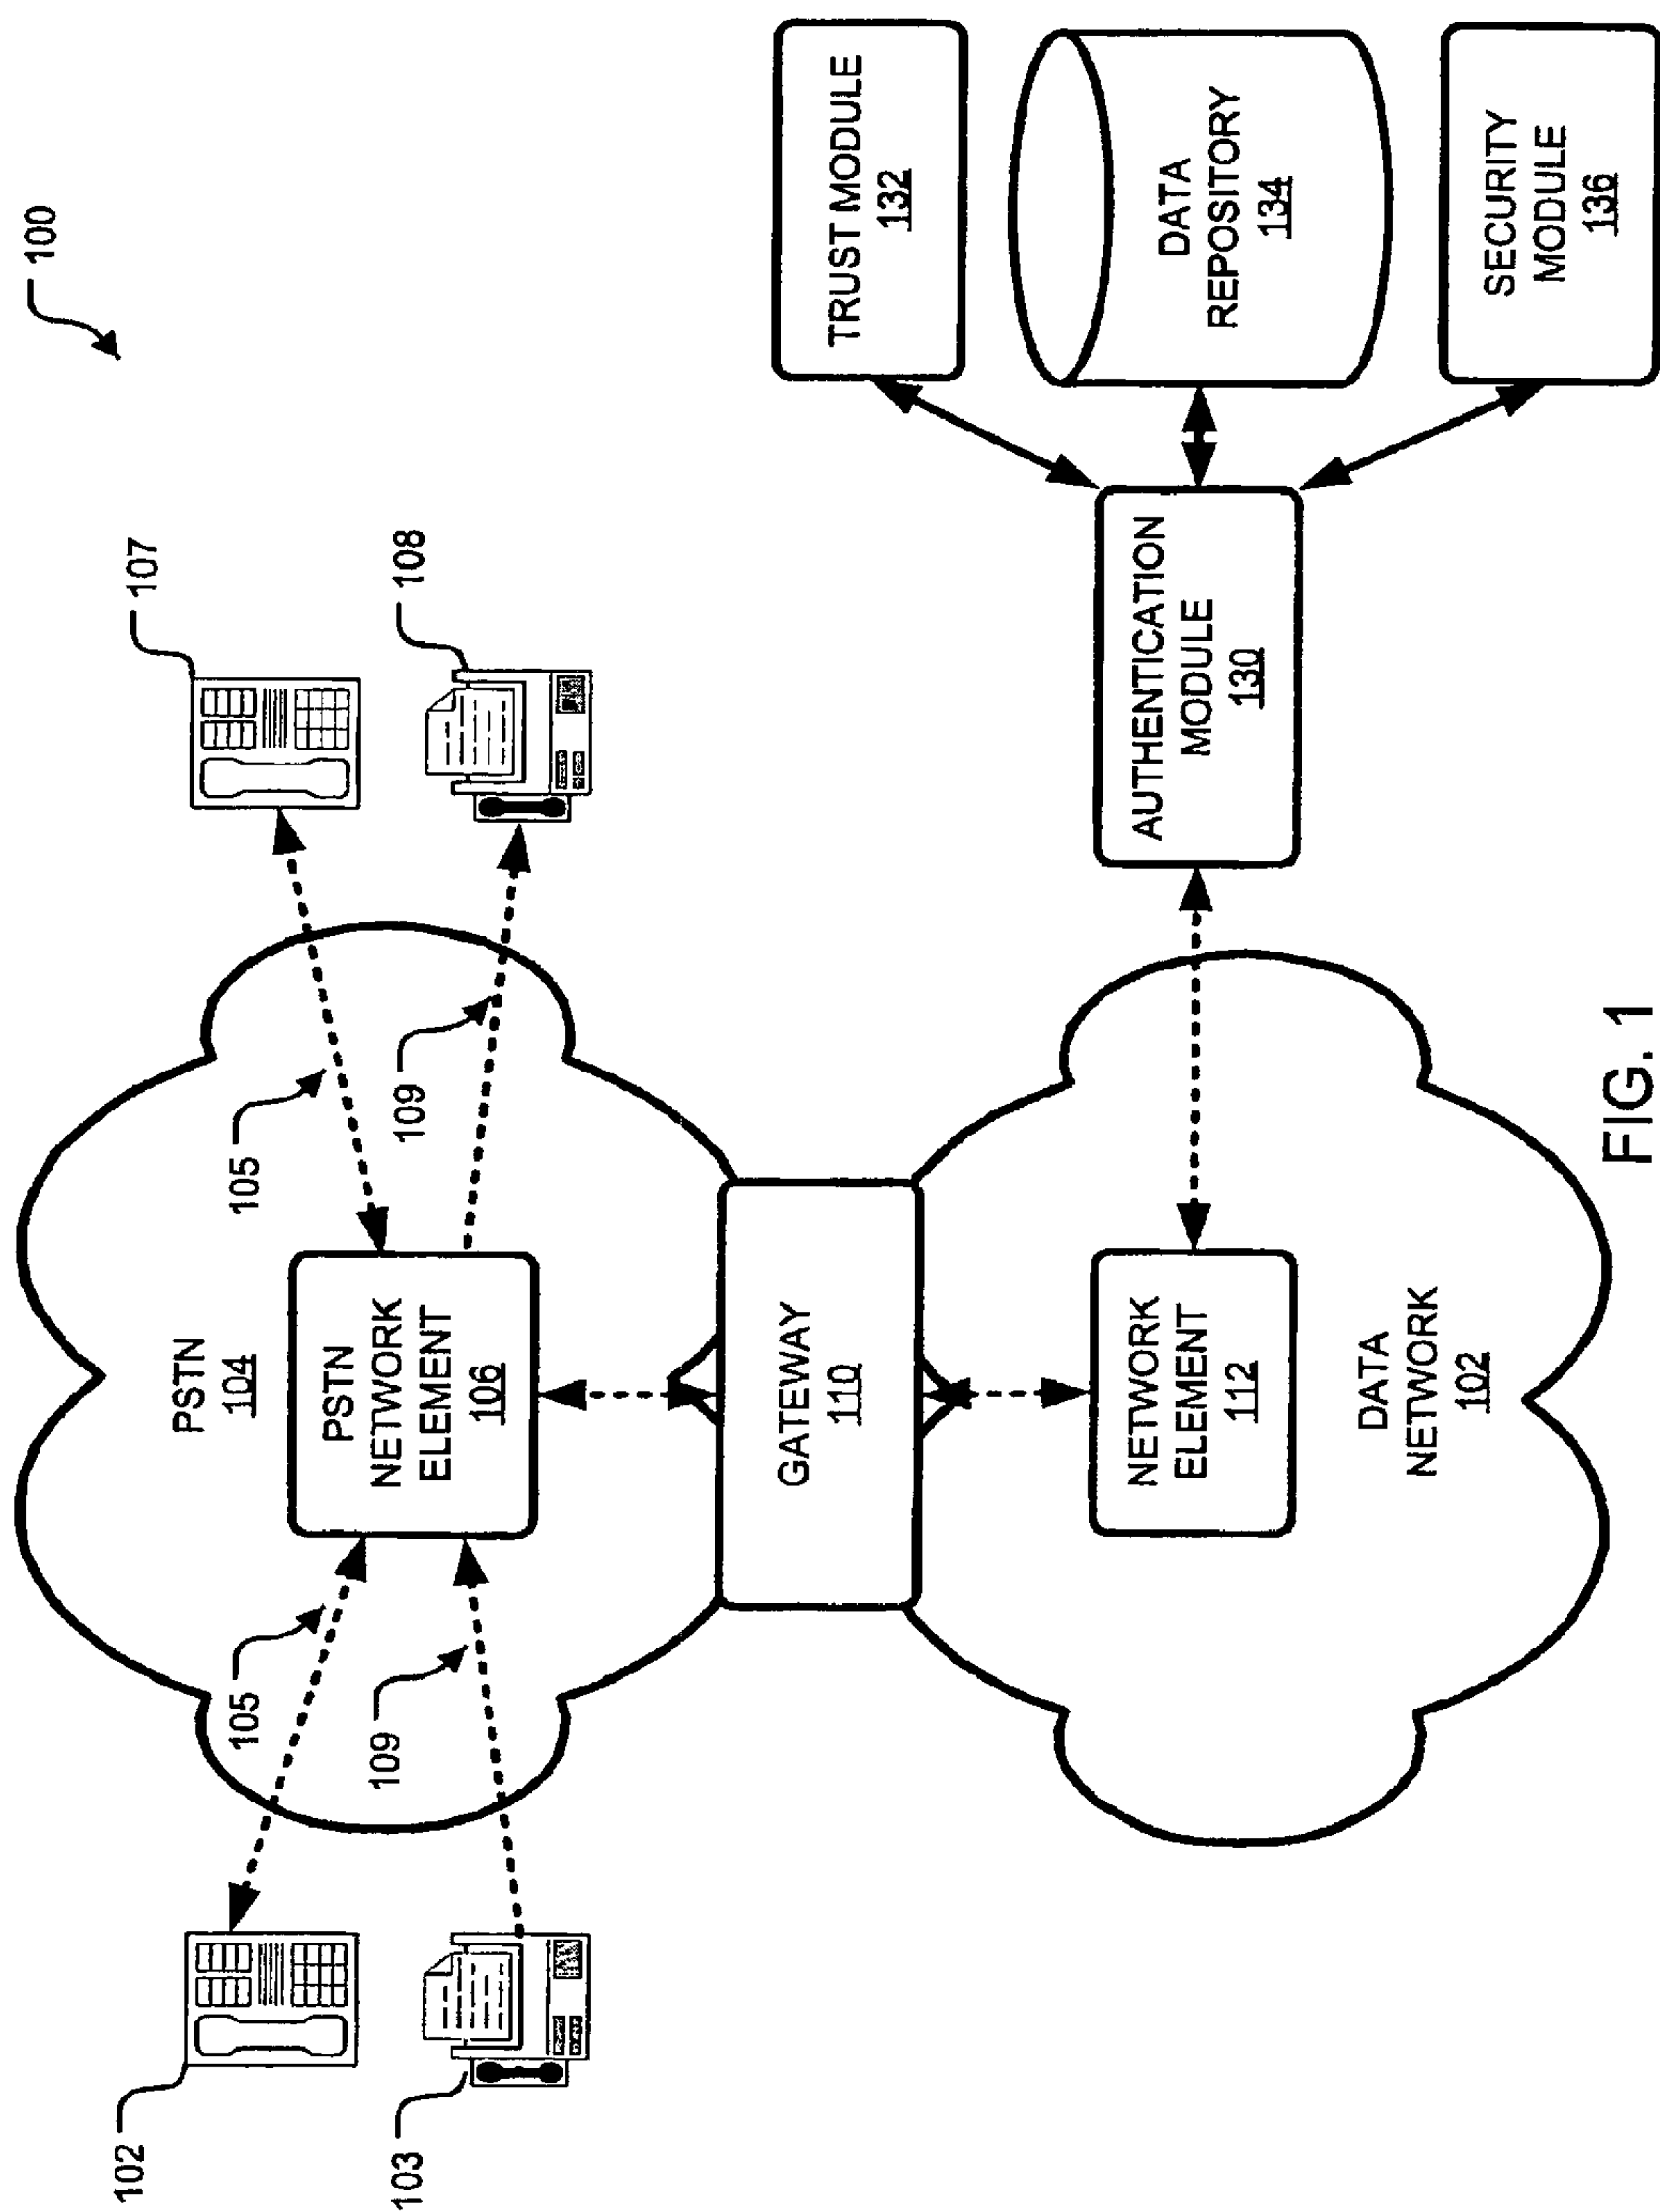 100
102
103
PSTN
104
105
105
107
108
109
109
PSTN
NETWORK
ELEMENT
106
GATEWAY
110
NETWORK
ELEMENT
112
DATA
NETWORK
102
AUTHENTICATION
MODULE
130
TRUST MODULE
132
DATA
REPOSITORY
134
SECURITY
MODULE
136
FIG. 1